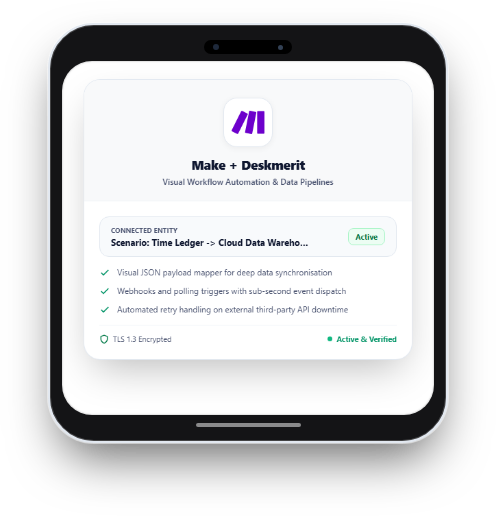 Make + Deskmerit
Visual Workflow Automation & Data Pipelines
CONNECTED ENTITY
Scenario: Time Ledger -> Cloud Data Wareho...
Active
Visual JSON payload mapper for deep data synchronisation
Webhooks and polling triggers with sub-second event dispatch
Automated retry handling on external third-party API downtime
TLS 1.3 Encrypted
Active & Verified